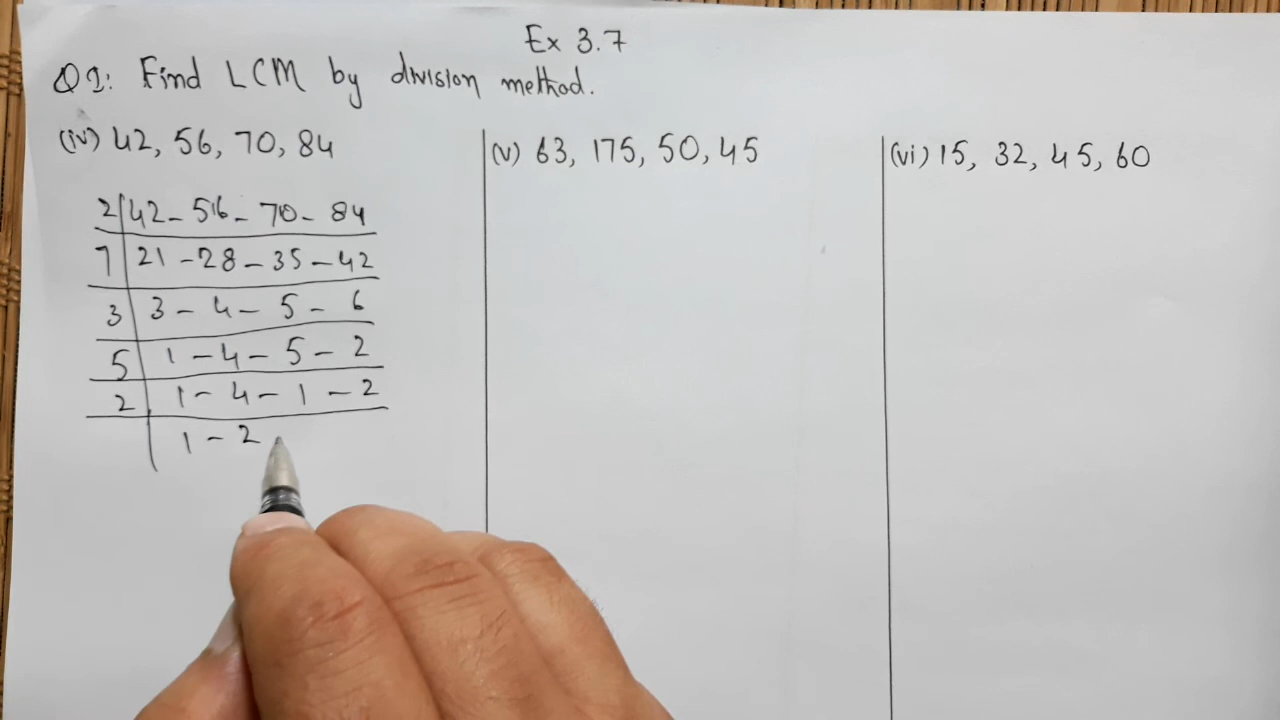 Ex 3.7
Q1: Find LCM by division method.
(iv) 42, 56, 70, 84
2 42 - 56 - 70 - 84
7 21 - 28 - 35 - 42
3 3 - 4 - 5 - 6
5 1 - 4 - 5 - 2
2 1 - 4 - 1 - 2
1 - 2
(v) 63, 175, 50, 45
(vi) 15, 32, 45, 60